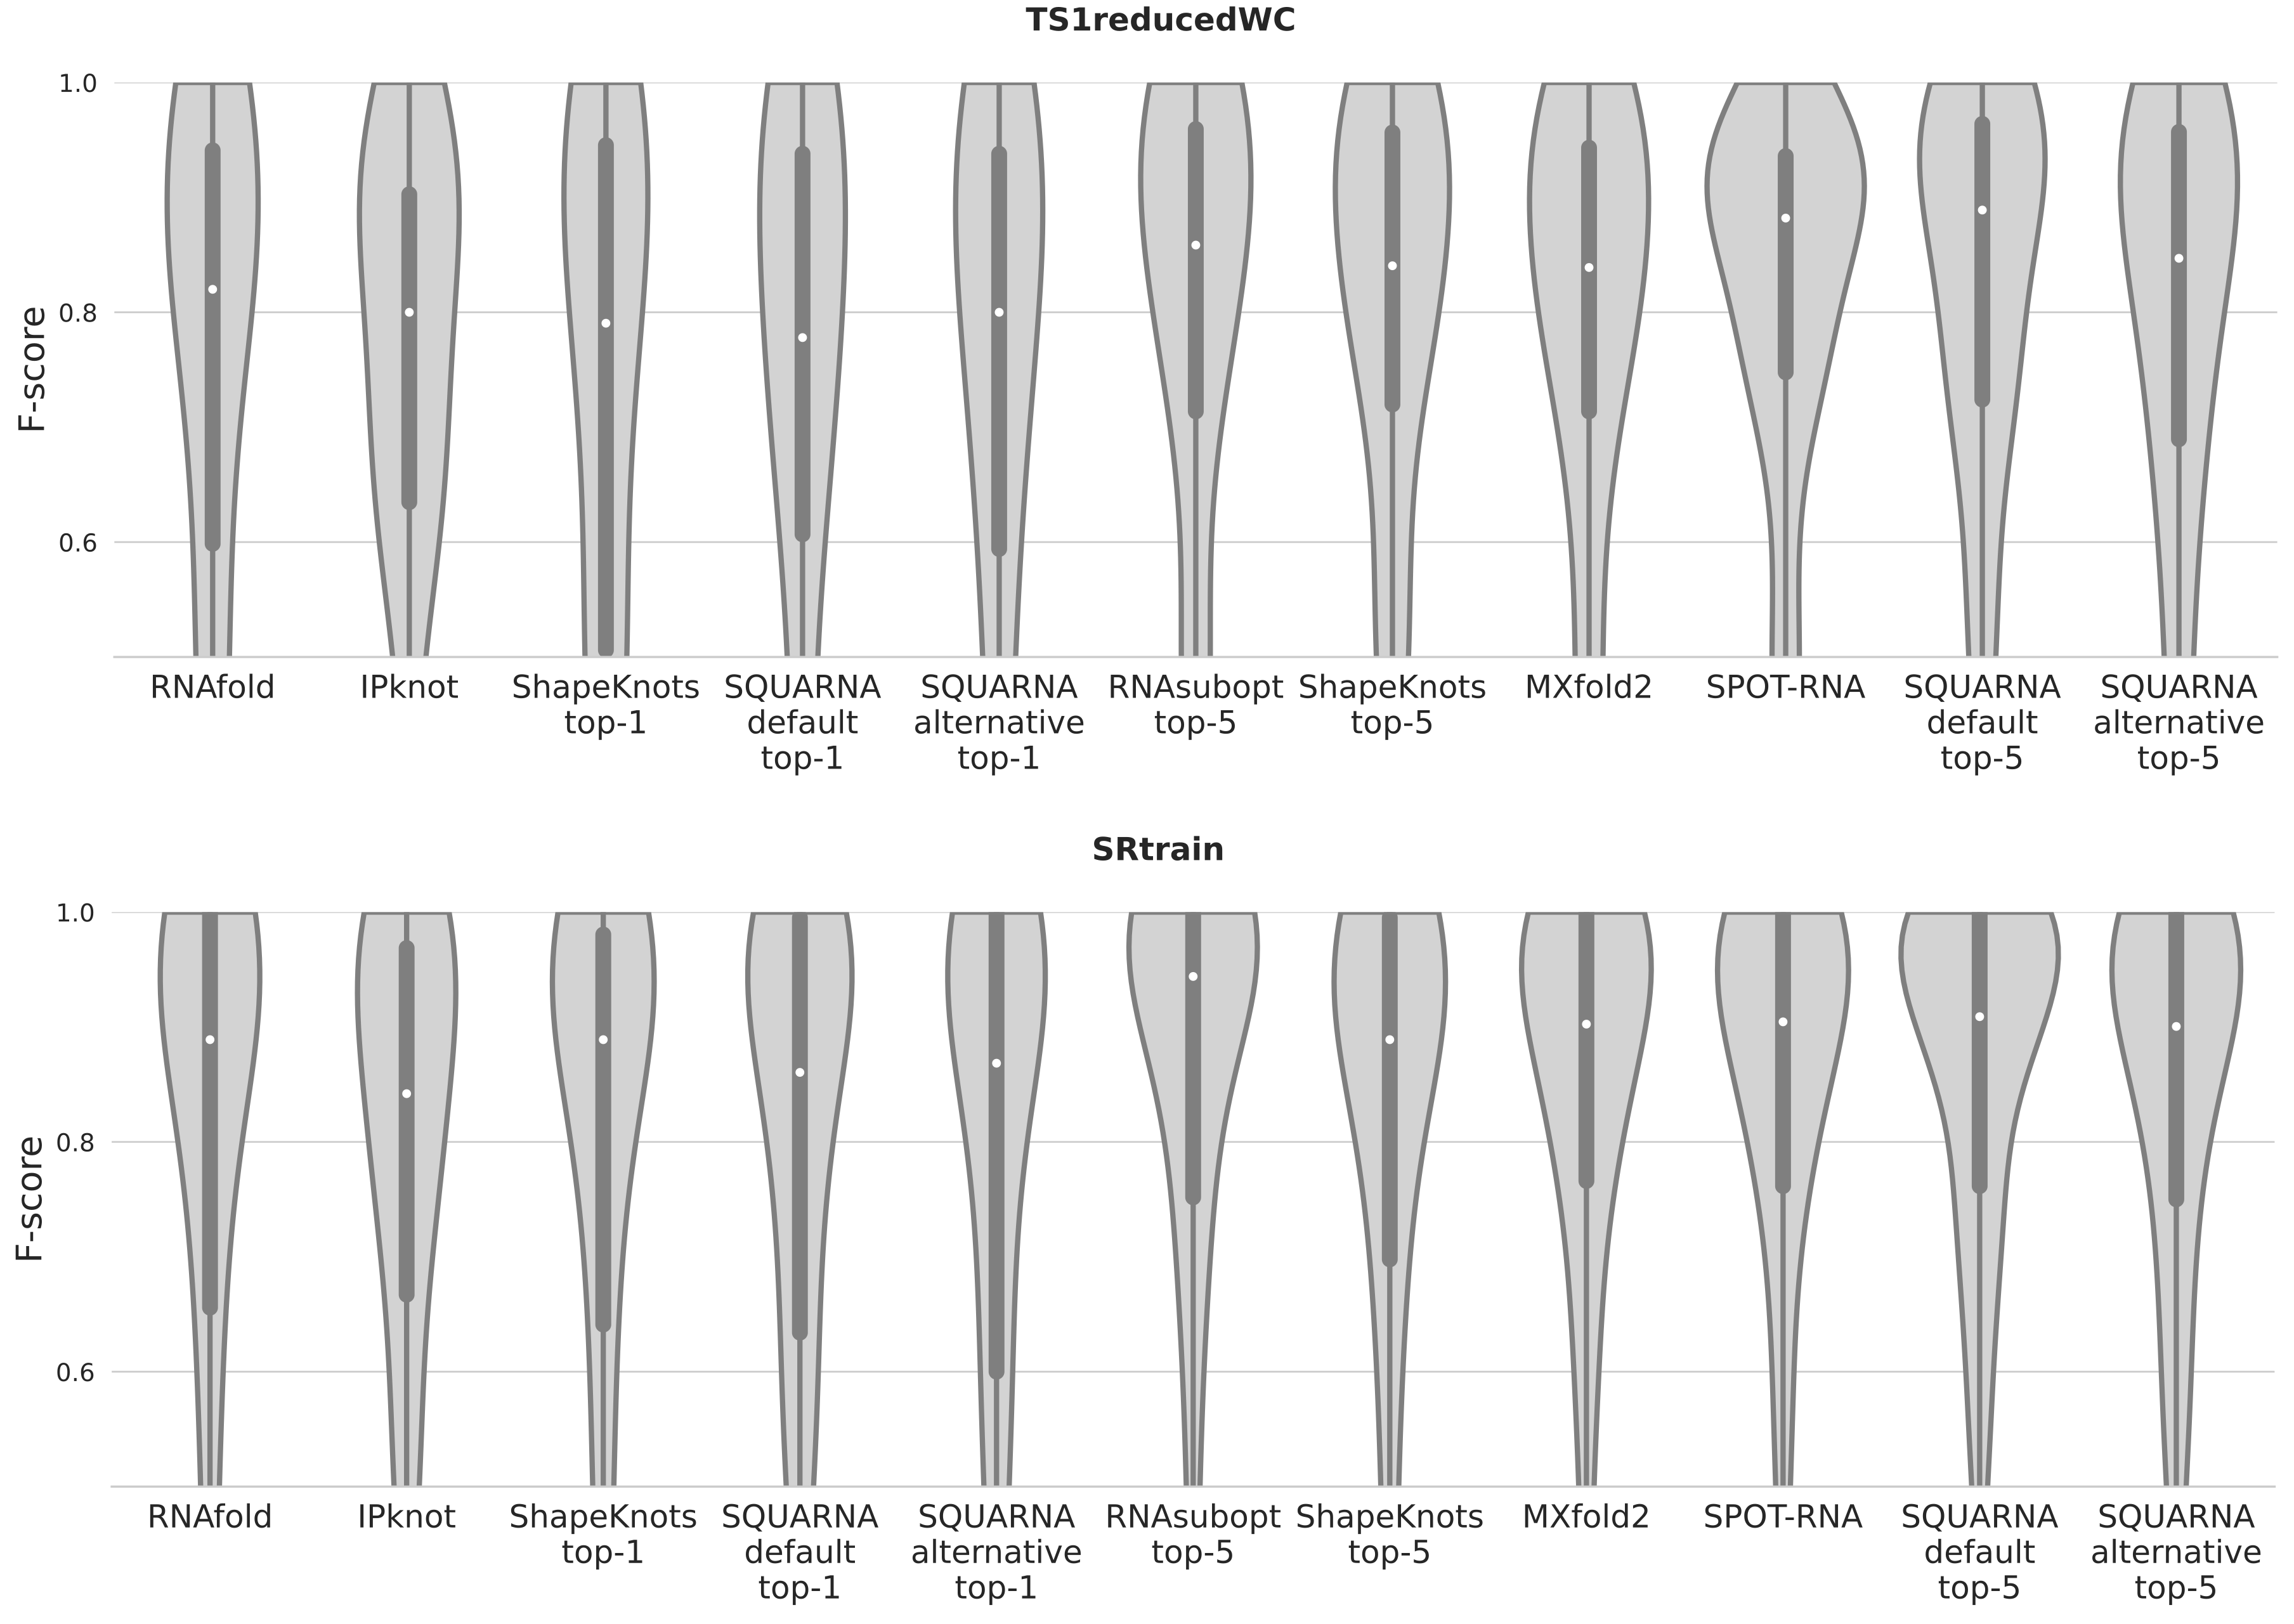 TS1reducedWC
1.0
0.8
0.6
F-score
RNAfold IPknot ShapeKnots SQUARNA SQUARNA RNAsubopt ShapeKnots MXfold2 SPOT-RNA SQUARNA SQUARNA
top-1 default alternative top-5 top-5 default alternative
top-1 top-1 top-5 top-5
SRtrain
1.0
0.8
0.6
F-score
RNAfold IPknot ShapeKnots SQUARNA SQUARNA RNAsubopt ShapeKnots MXfold2 SPOT-RNA SQUARNA SQUARNA
top-1 default alternative top-5 top-5 default alternative
top-1 top-1 top-5 top-5